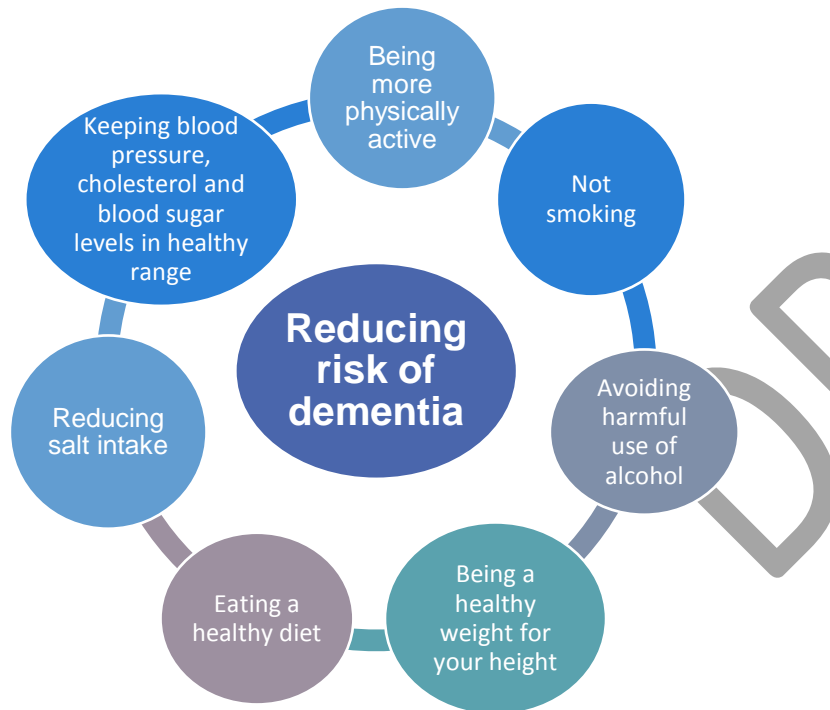 Being
more
physically
active
Not
smoking
Avoiding
harmful
use of
alcohol
Being a
healthy
weight for
your height
Eating a
healthy diet
Reducing
salt intake
Keeping blood
pressure,
cholesterol and
blood sugar
levels in healthy
range
Reducing
risk of
dementia